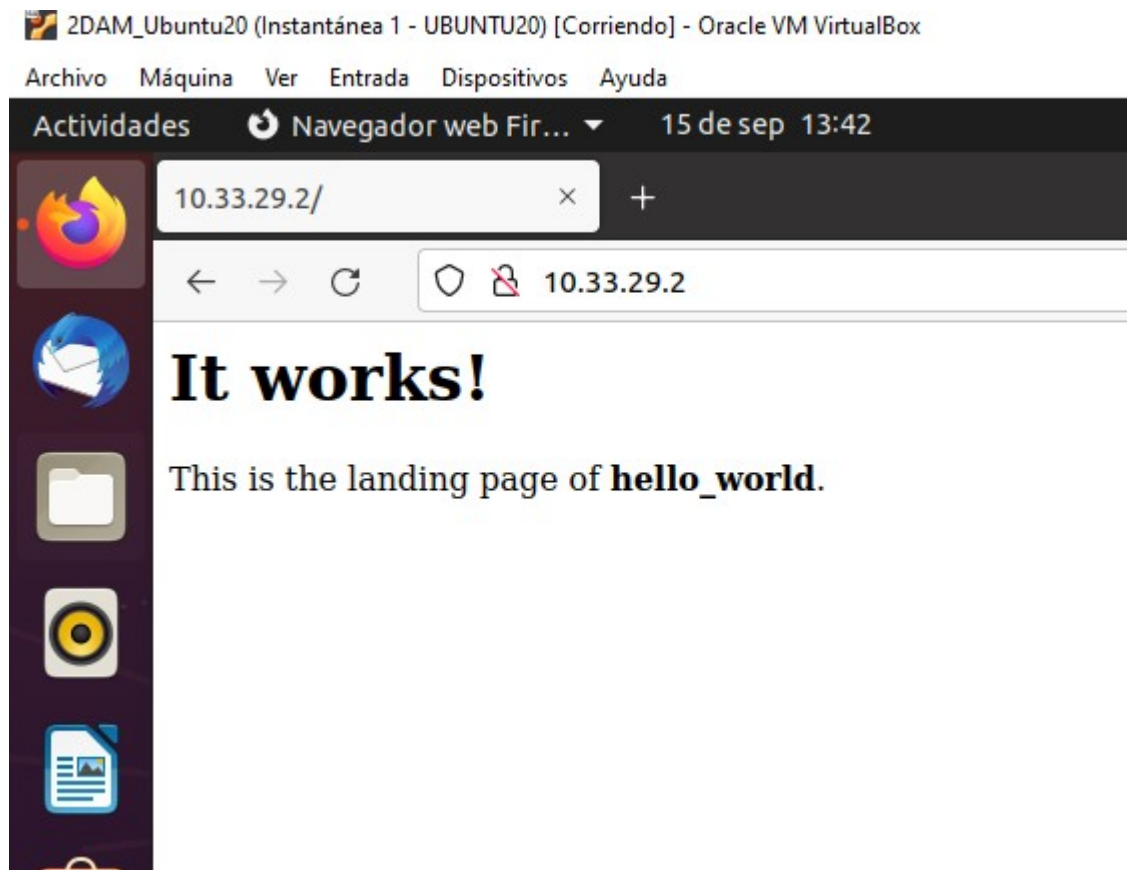 2DAM_Ubuntu20 (Instantánea 1 - UBUNTU20) [Corriendo] - Oracle VM VirtualBox
Archivo Máquina Ver Entrada Dispositivos Ayuda
Actividades Navegador web Fir... 15 de sep 13:42
10.33.29.2/
10.33.29.2
It works!
This is the landing page of hello_world.